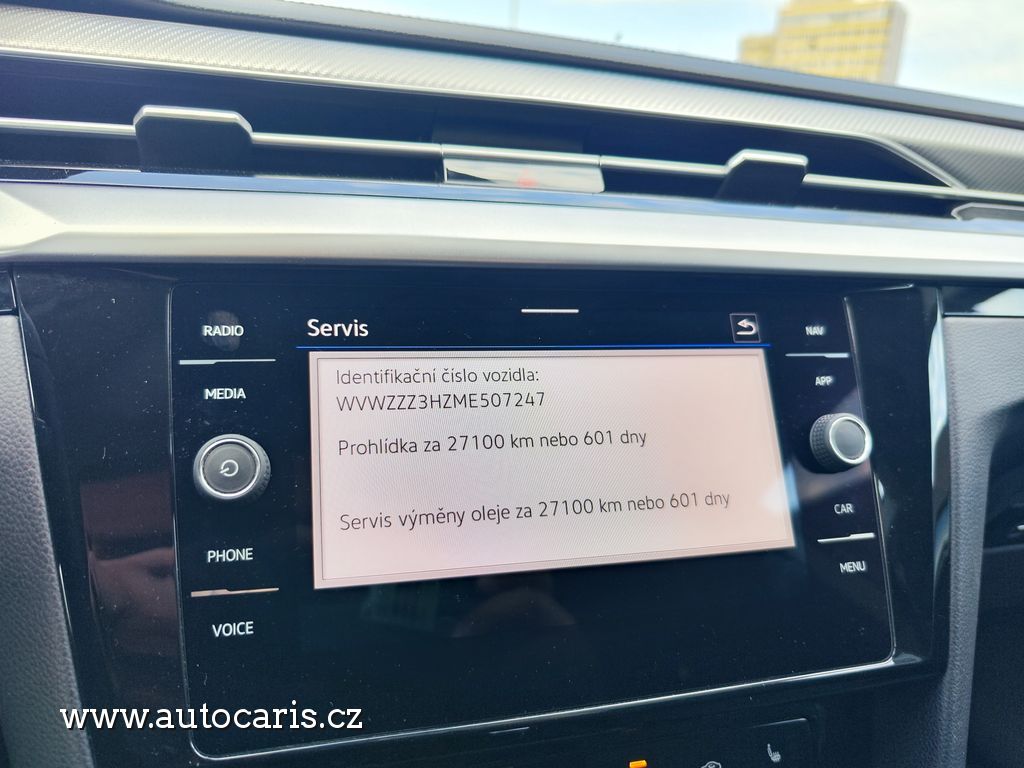 RADIO
MEDIA
PHONE
VOICE
Servis
Identifikační číslo vozidla:
WVWZZZ3HZME507247
Prohlídka za 27100 km nebo 601 dny
Servis výměny oleje za 27100 km nebo 601 dny
NAV
APP
CAR
MENU
www.autocaris.cz